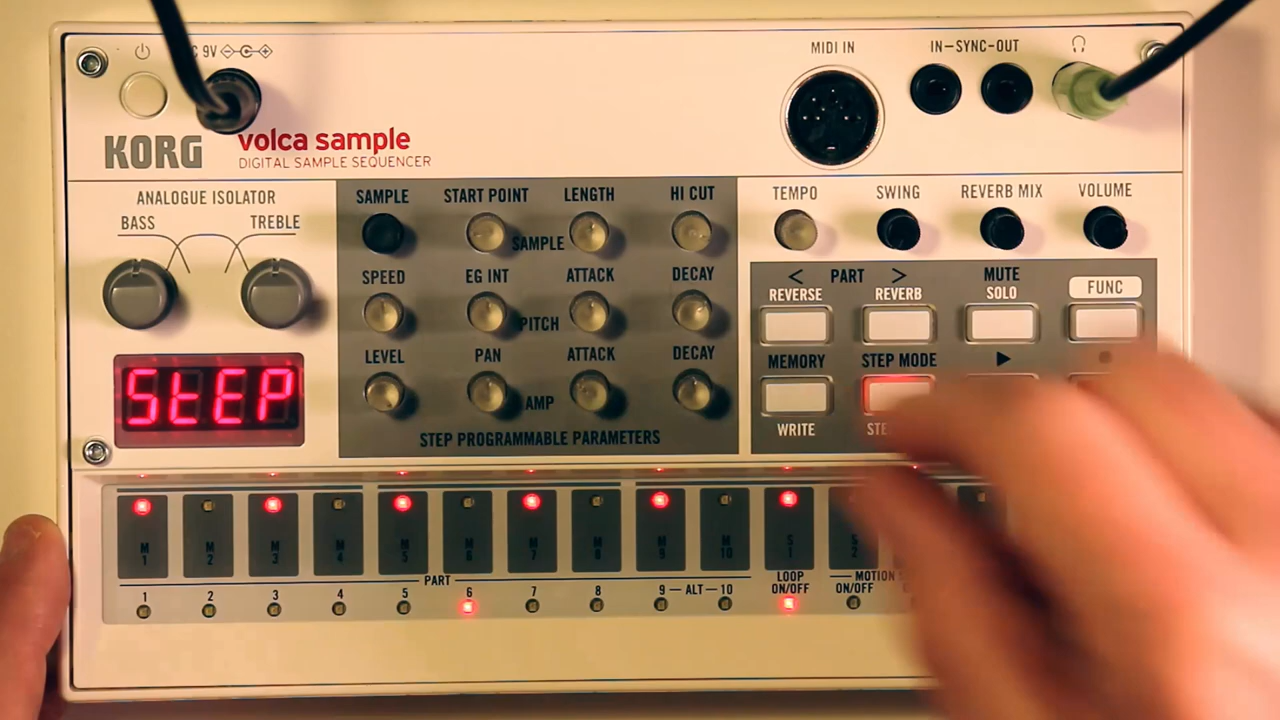 MIDI IN
IN-SYNC-OUT
9V
KORG
volca sample
DIGITAL SAMPLE SEQUENCER
ANALOGUE ISOLATOR
BASS TREBLE
SAMPLE START POINT LENGTH HI CUT
SAMPLE
SPEED EG INT ATTACK DECAY
PITCH
LEVEL PAN ATTACK DECAY
AMP
STEP PROGRAMMABLE PARAMETERS
TEMPO SWING REVERB MIX VOLUME
< PART > MUTE
REVERSE REVERB SOLO FUNC
MEMORY STEP MODE
WRITE
StEP
M 1 M 2 M 3 M 4 M 5 M 6 M 7 M 8 M 9 M 10 S 1 S 2
PART
1 2 3 4 5 6 7 8 9 -ALT- 10
LOOP ON/OFF
MOTION
ON/OFF